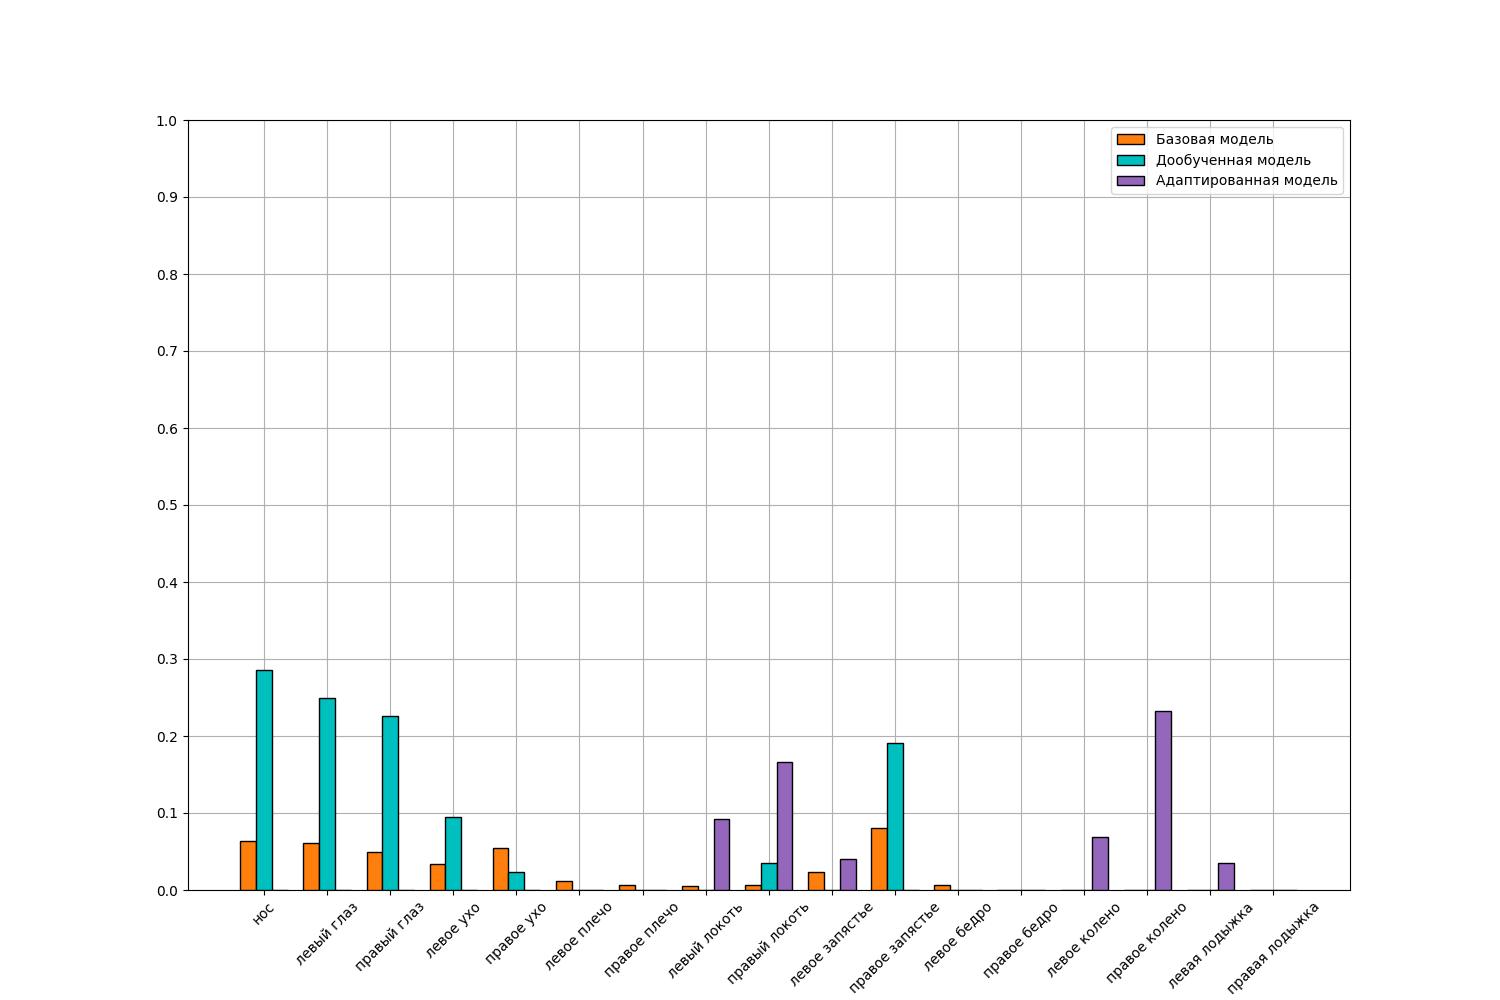 1.0
0.9
0.8
0.7
0.6
0.5
0.4
0.3
0.2
0.1
0.0
Базовая модель
Дообученная модель
Адаптированная модель
нос
левый глаз
правый глаз
левое ухо
правое ухо
левое плечо
правое плечо
левый локоть
правый локоть
левое запястье
правое запястье
левое бедро
правое бедро
левое колено
правое колено
левая лодыжка
правая лодыжка